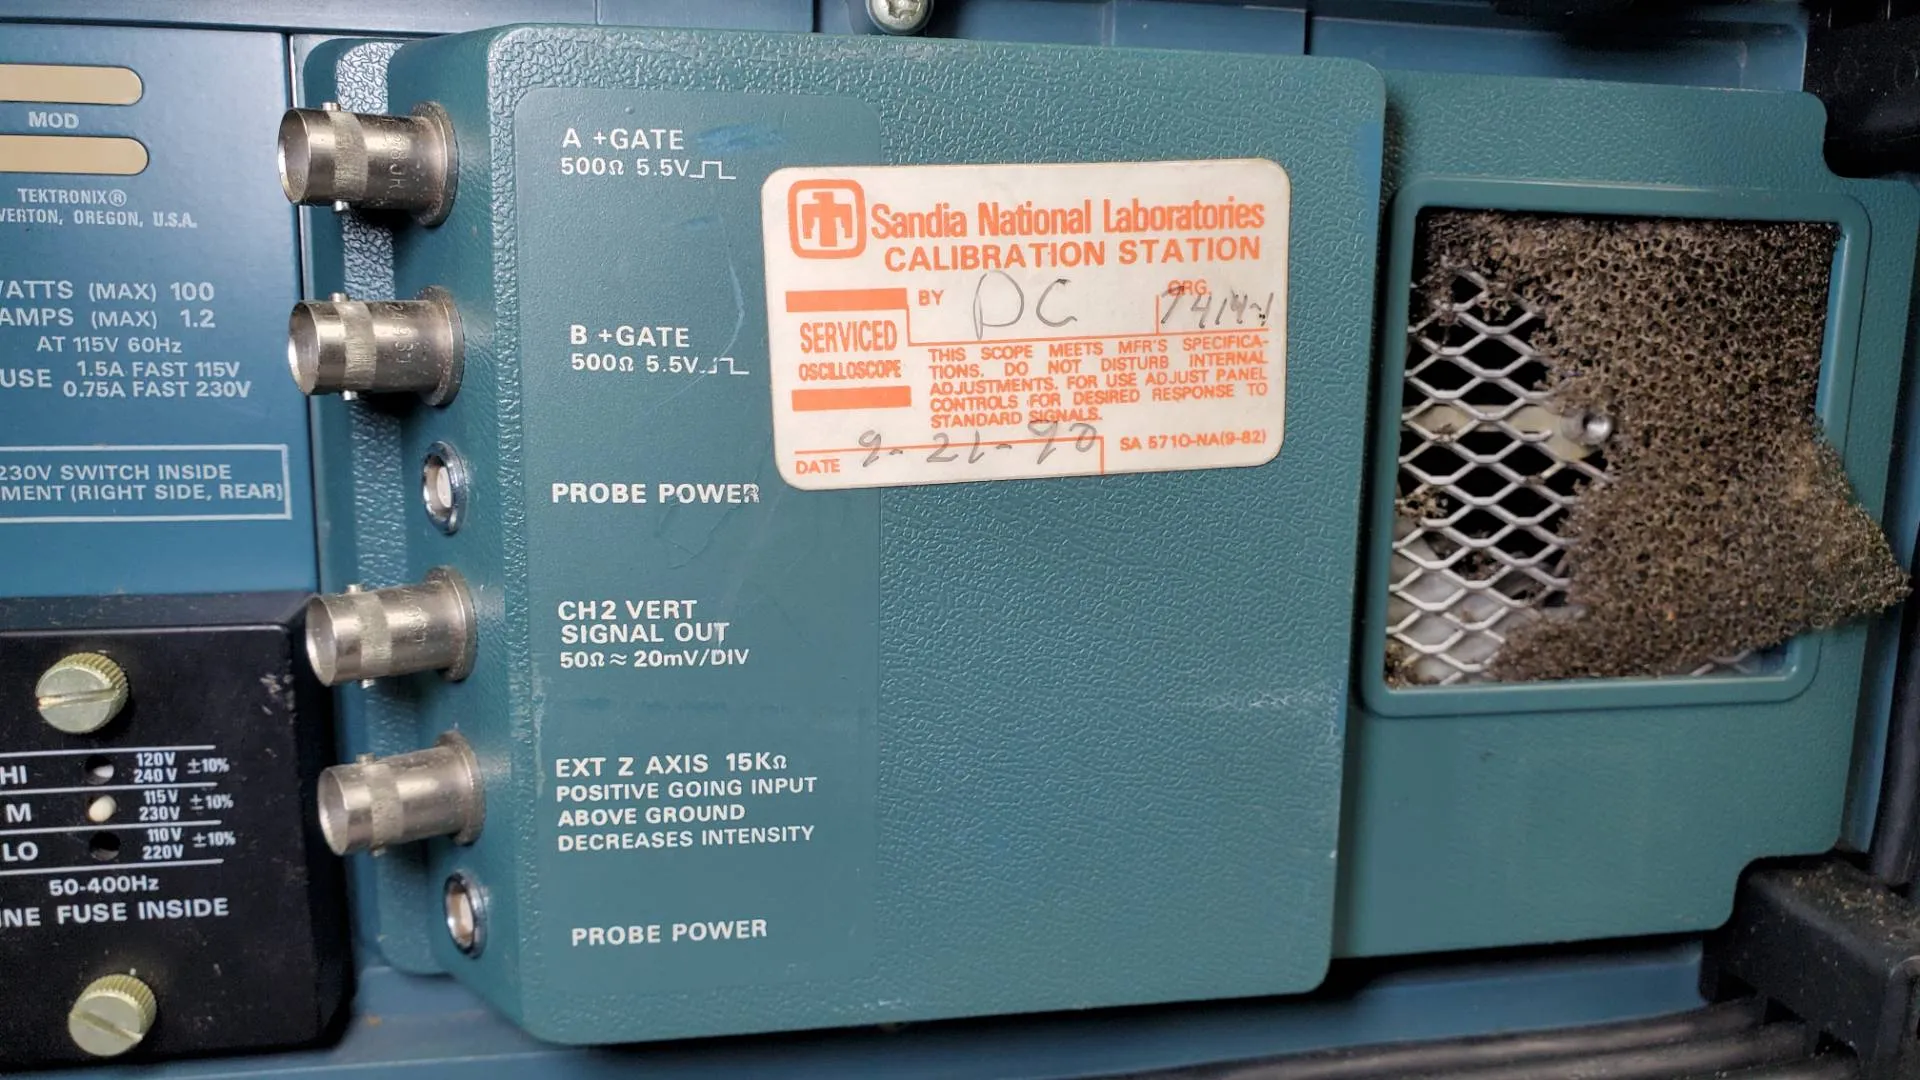 MOD
TEKTRONIX®
VERTON, OREGON, U.S.A.
WATTS (MAX) 100
AMPS (MAX) 1.2
AT 115V 60Hz
USE 1.5A FAST 115V
0.75A FAST 230V
230V SWITCH INSIDE
MENT (RIGHT SIDE, REAR)
HI 120V 240V ±10%
M 115V 230V ±10%
LO 110V 220V ±10%
50-400Hz
INE FUSE INSIDE
A +GATE
500Ω 5.5V
B +GATE
500Ω 5.5V
PROBE POWER
CH2 VERT
SIGNAL OUT
50Ω ≈ 20mV/DIV
EXT Z AXIS 15KΩ
POSITIVE GOING INPUT
ABOVE GROUND
DECREASES INTENSITY
PROBE POWER
Sandia National Laboratories
CALIBRATION STATION
BY DC ORG. 7414-1
SERVICED
OSCILLOSCOPE
THIS SCOPE MEETS MFR'S SPECIFICA-
TIONS. DO NOT DISTURB INTERNAL
ADJUSTMENTS. FOR USE ADJUST PANEL
CONTROLS FOR DESIRED RESPONSE TO
STANDARD SIGNALS.
DATE 9-21-90
SA 5710-NA(9-82)